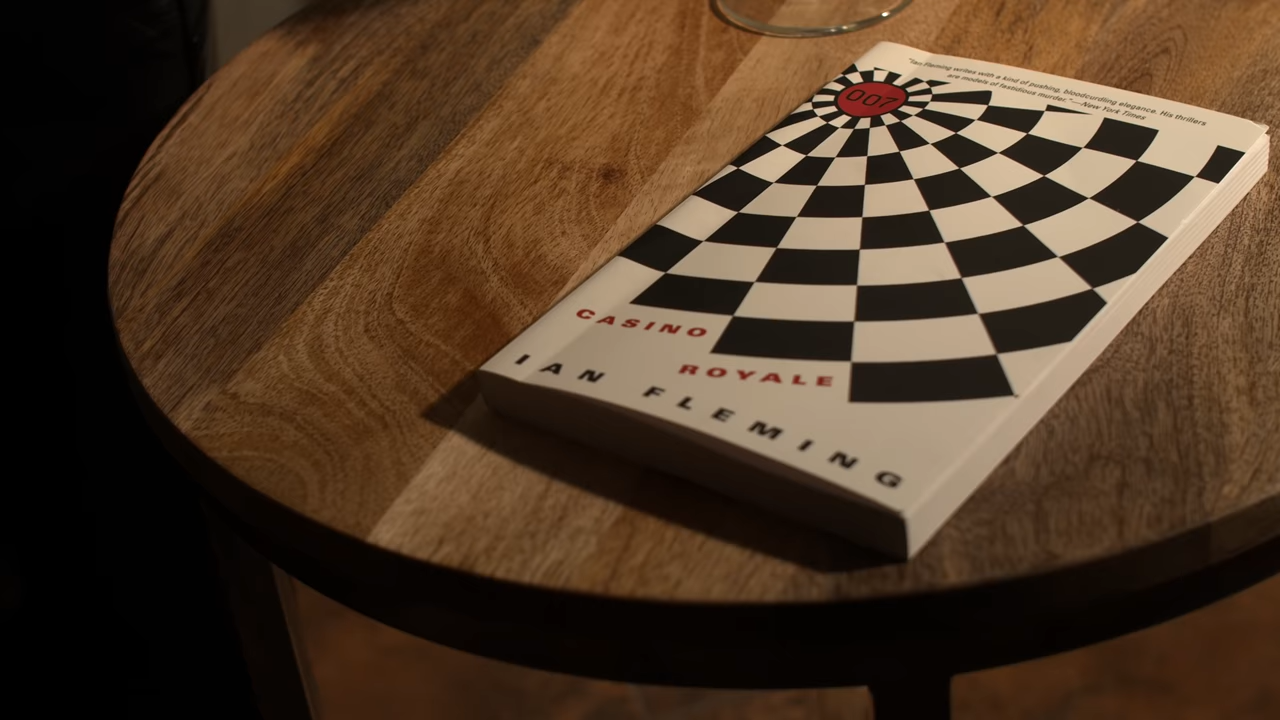 "Ian Fleming writes with a kind of pushing, bloodcurdling elegance. His thrillers
are models of fastidious murder."—New York Times
007
CASINO
ROYALE
IAN FLEMING